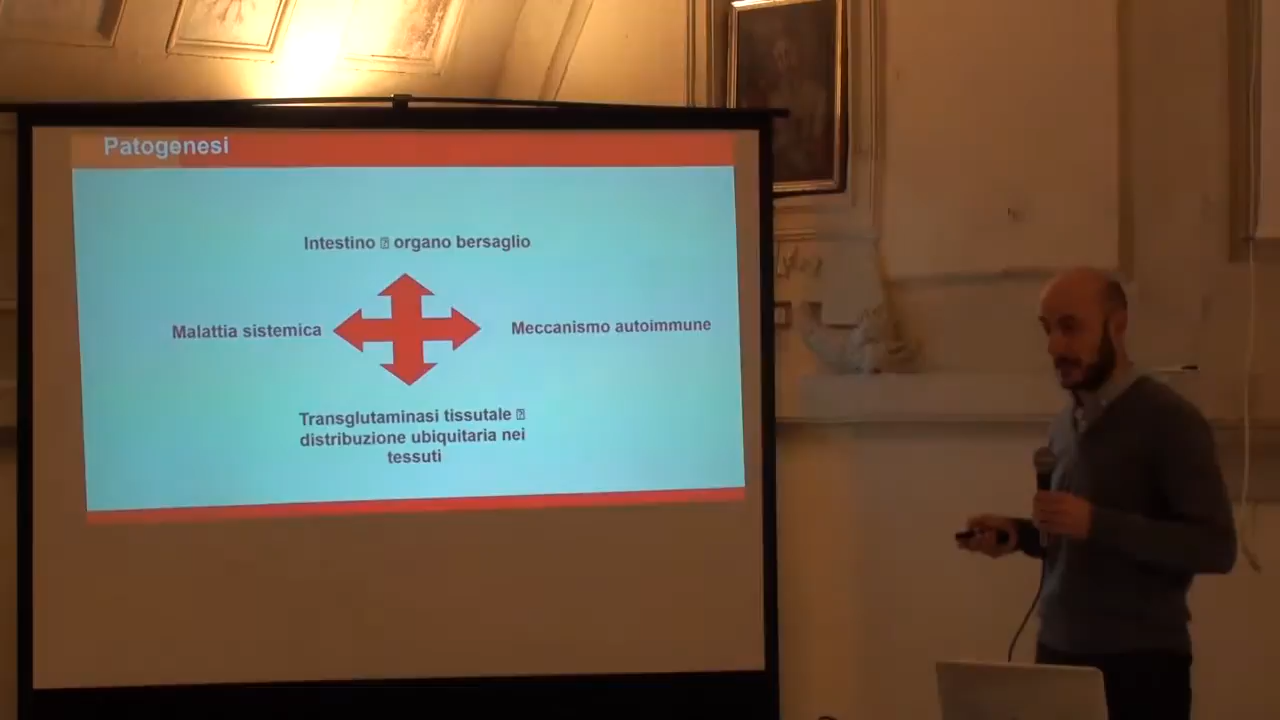 Patogenesi
Intestino ⍰ organo bersaglio
Malattia sistemica
Meccanismo autoimmune
Transglutaminasi tissutale ⍰
distribuzione ubiquitaria nei
tessuti